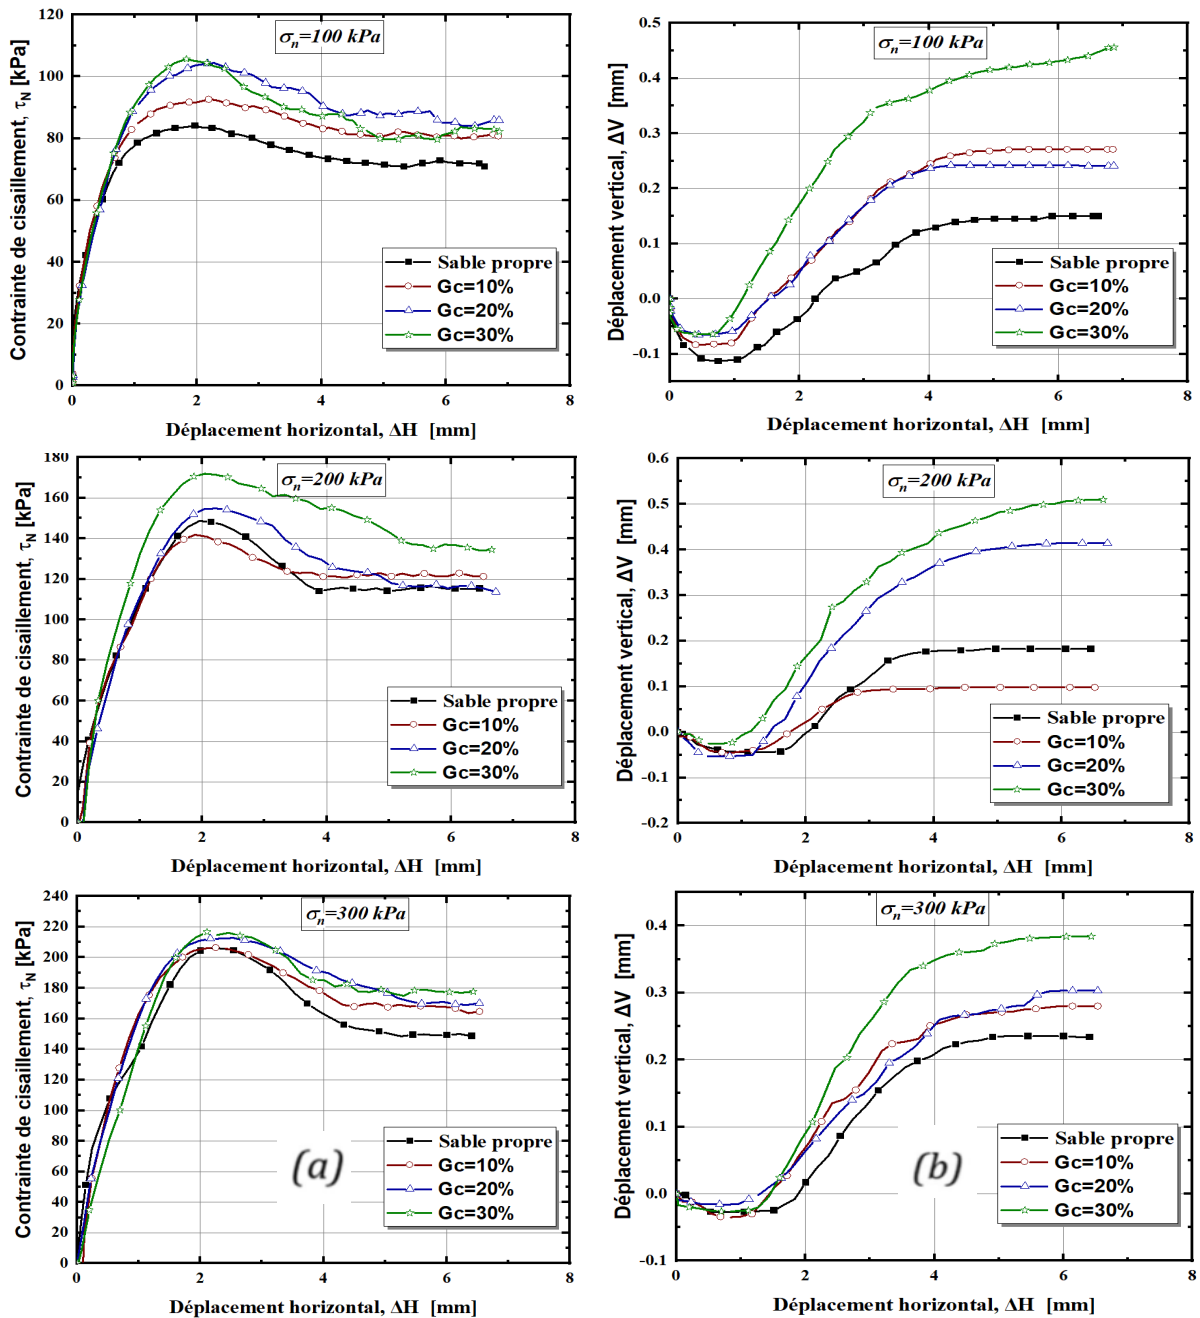 σn=100 kPa
Contrainte de cisaillement, τN [kPa]
120
100
80
60
40
20
0
Sable propre
Gc=10%
Gc=20%
Gc=30%
0 2 4 6 8
Déplacement horizontal, ΔH [mm]
σn=100 kPa
Déplacement vertical, ΔV [mm]
0.5
0.4
0.3
0.2
0.1
0.0
-0.1
Sable propre
Gc=10%
Gc=20%
Gc=30%
0 2 4 6 8
Déplacement horizontal, ΔH [mm]
σn=200 kPa
Contrainte de cisaillement, τN [kPa]
180
160
140
120
100
80
60
40
20
0
Sable propre
Gc=10%
Gc=20%
Gc=30%
0 2 4 6 8
Déplacement horizontal, ΔH [mm]
σn=200 kPa
Déplacement vertical, ΔV [mm]
0.6
0.5
0.4
0.3
0.2
0.1
0.0
-0.1
-0.2
Sable propre
Gc=10%
Gc=20%
Gc=30%
0 2 4 6 8
Déplacement horizontal, ΔH [mm]
σn=300 kPa
Contrainte de cisaillement, τN [kPa]
240
220
200
180
160
140
120
100
80
60
40
20
0
(a)
Sable propre
Gc=10%
Gc=20%
Gc=30%
0 2 4 6 8
Déplacement horizontal, ΔH [mm]
σn=300 kPa
Déplacement vertical, ΔV [mm]
0.4
0.3
0.2
0.1
0.0
-0.1
(b)
Sable propre
Gc=10%
Gc=20%
Gc=30%
0 2 4 6 8
Déplacement horizontal, ΔH [mm]